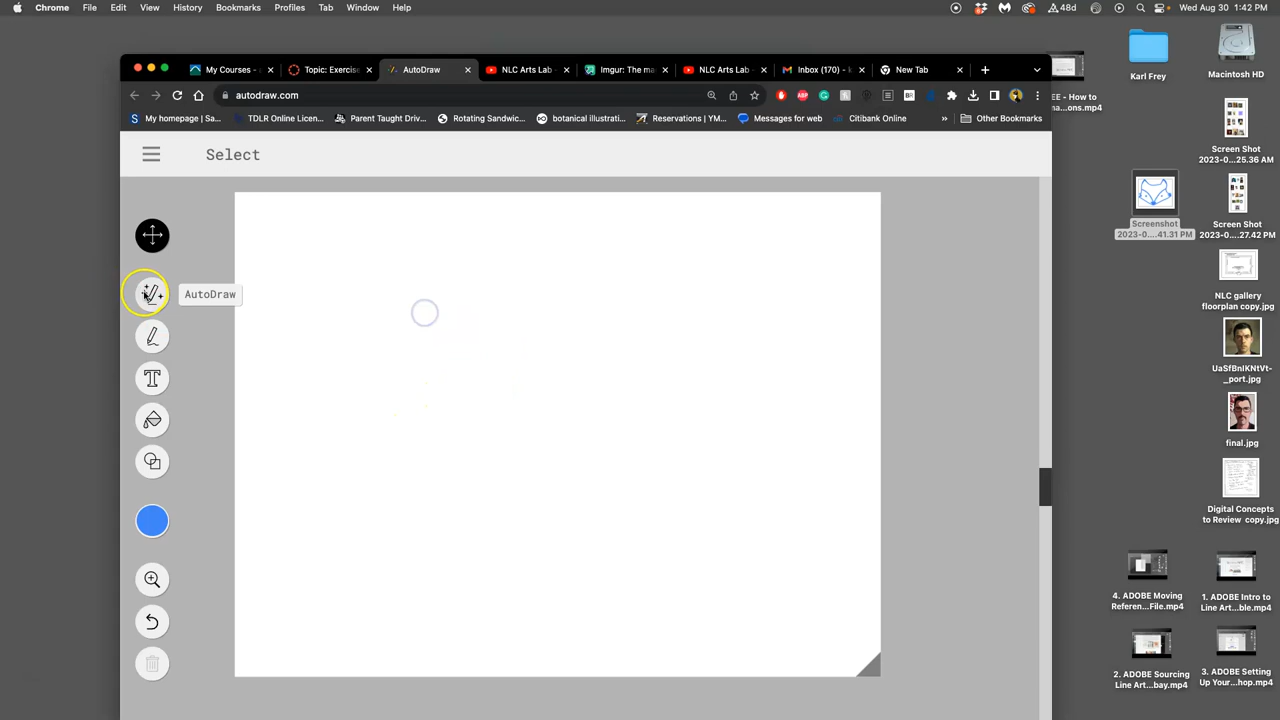 Chrome File Edit View History Bookmarks Profiles Tab Window Help
48d Wed Aug 30 1:42 PM
My Courses - Topic: Exerci AutoDraw NLC Arts Lab Imgur: The ma NLC Arts Lab Inbox (170) - k New Tab
autodraw.com
My homepage | Sa... TDLR Online Licen... Parent Taught Driv... Rotating Sandwic... botanical illustrati... Reservations | YM... Messages for web Citibank Online » Other Bookmarks
Select
AutoDraw
Karl Frey
Macintosh HD
Screen Shot
2023-0...25.36 AM
Screenshot
2023-0....41.31 PM
Screen Shot
2023-0...27.42 PM
NLC gallery
floorplan copy.jpg
UaSfBnIKNtVt-
_port.jpg
final.jpg
Digital Concepts
to Review copy.jpg
4. ADOBE Moving
Referen...File.mp4
1. ADOBE Intro to
Line Art...ble.mp4
2. ADOBE Sourcing
Line Art...bay.mp4
3. ADOBE Setting
Up Your...hop.mp4